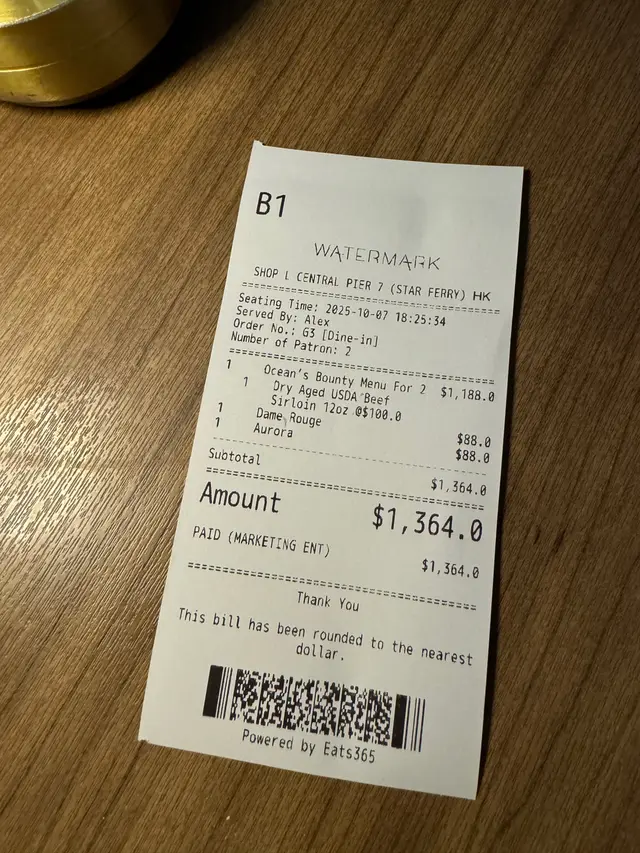 B1
WATERMARK
SHOP L CENTRAL PIER 7 (STAR FERRY) HK
Seating Time: 2025-10-07 18:25:34
Served By: Alex
Order No.: G3 [Dine-in]
Number of Patron: 2
1 Ocean's Bounty Menu For 2 $1,188.0
1 Dry Aged USDA Beef
Sirloin 12oz @$100.0
1 Dame Rouge $88.0
1 Aurora $88.0
Subtotal $1,364.0
Amount $1,364.0
PAID (MARKETING ENT) $1,364.0
Thank You
This bill has been rounded to the nearest
dollar.
Powered by Eats365